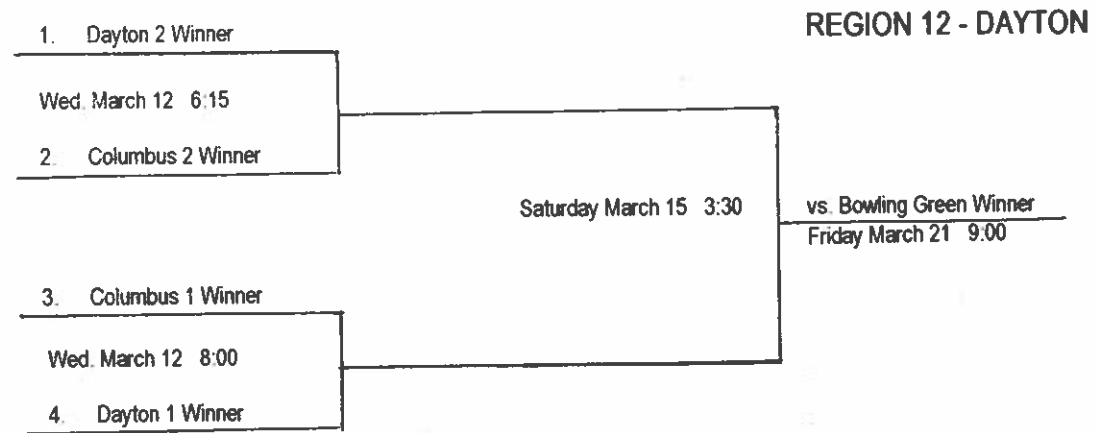 REGION 12 - DAYTON
1. Dayton 2 Winner
Wed. March 12 6:15
2. Columbus 2 Winner
Saturday March 15 3:30
vs. Bowling Green Winner
Friday March 21 9:00
3. Columbus 1 Winner
Wed. March 12 8:00
4. Dayton 1 Winner